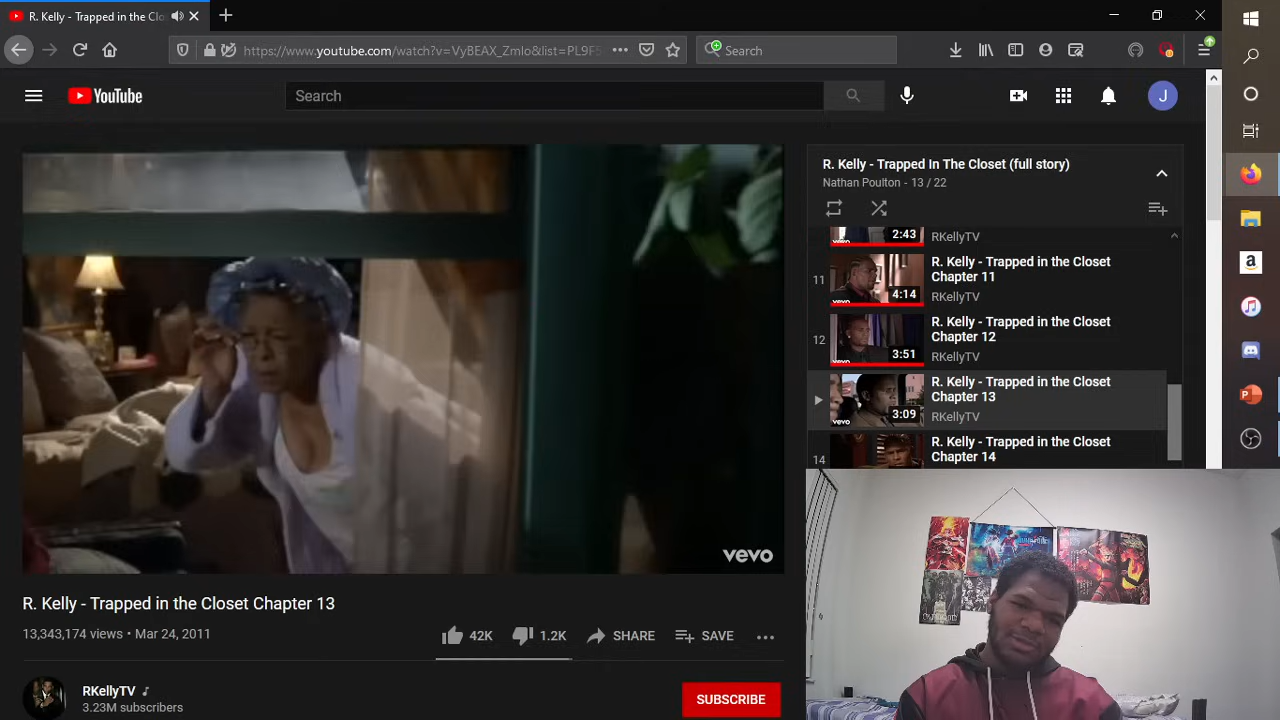 R. Kelly - Trapped in the Clo
https://www.youtube.com/watch?v=VyBEAX_2mlo&list=PL9F5
Search
YouTube
Search
J
R. Kelly - Trapped In The Closet (full story)
Nathan Poulton - 13 / 22
2:43
RKellyTV
11
R. Kelly - Trapped in the Closet
Chapter 11
RKellyTV
4:14
12
R. Kelly - Trapped in the Closet
Chapter 12
RKellyTV
3:51
R. Kelly - Trapped in the Closet
Chapter 13
RKellyTV
3:09
14
R. Kelly - Trapped in the Closet
Chapter 14
vevo
R. Kelly - Trapped in the Closet Chapter 13
13,343,174 views • Mar 24, 2011
42K
1.2K
SHARE
SAVE
RKellyTV
3.23M subscribers
SUBSCRIBE